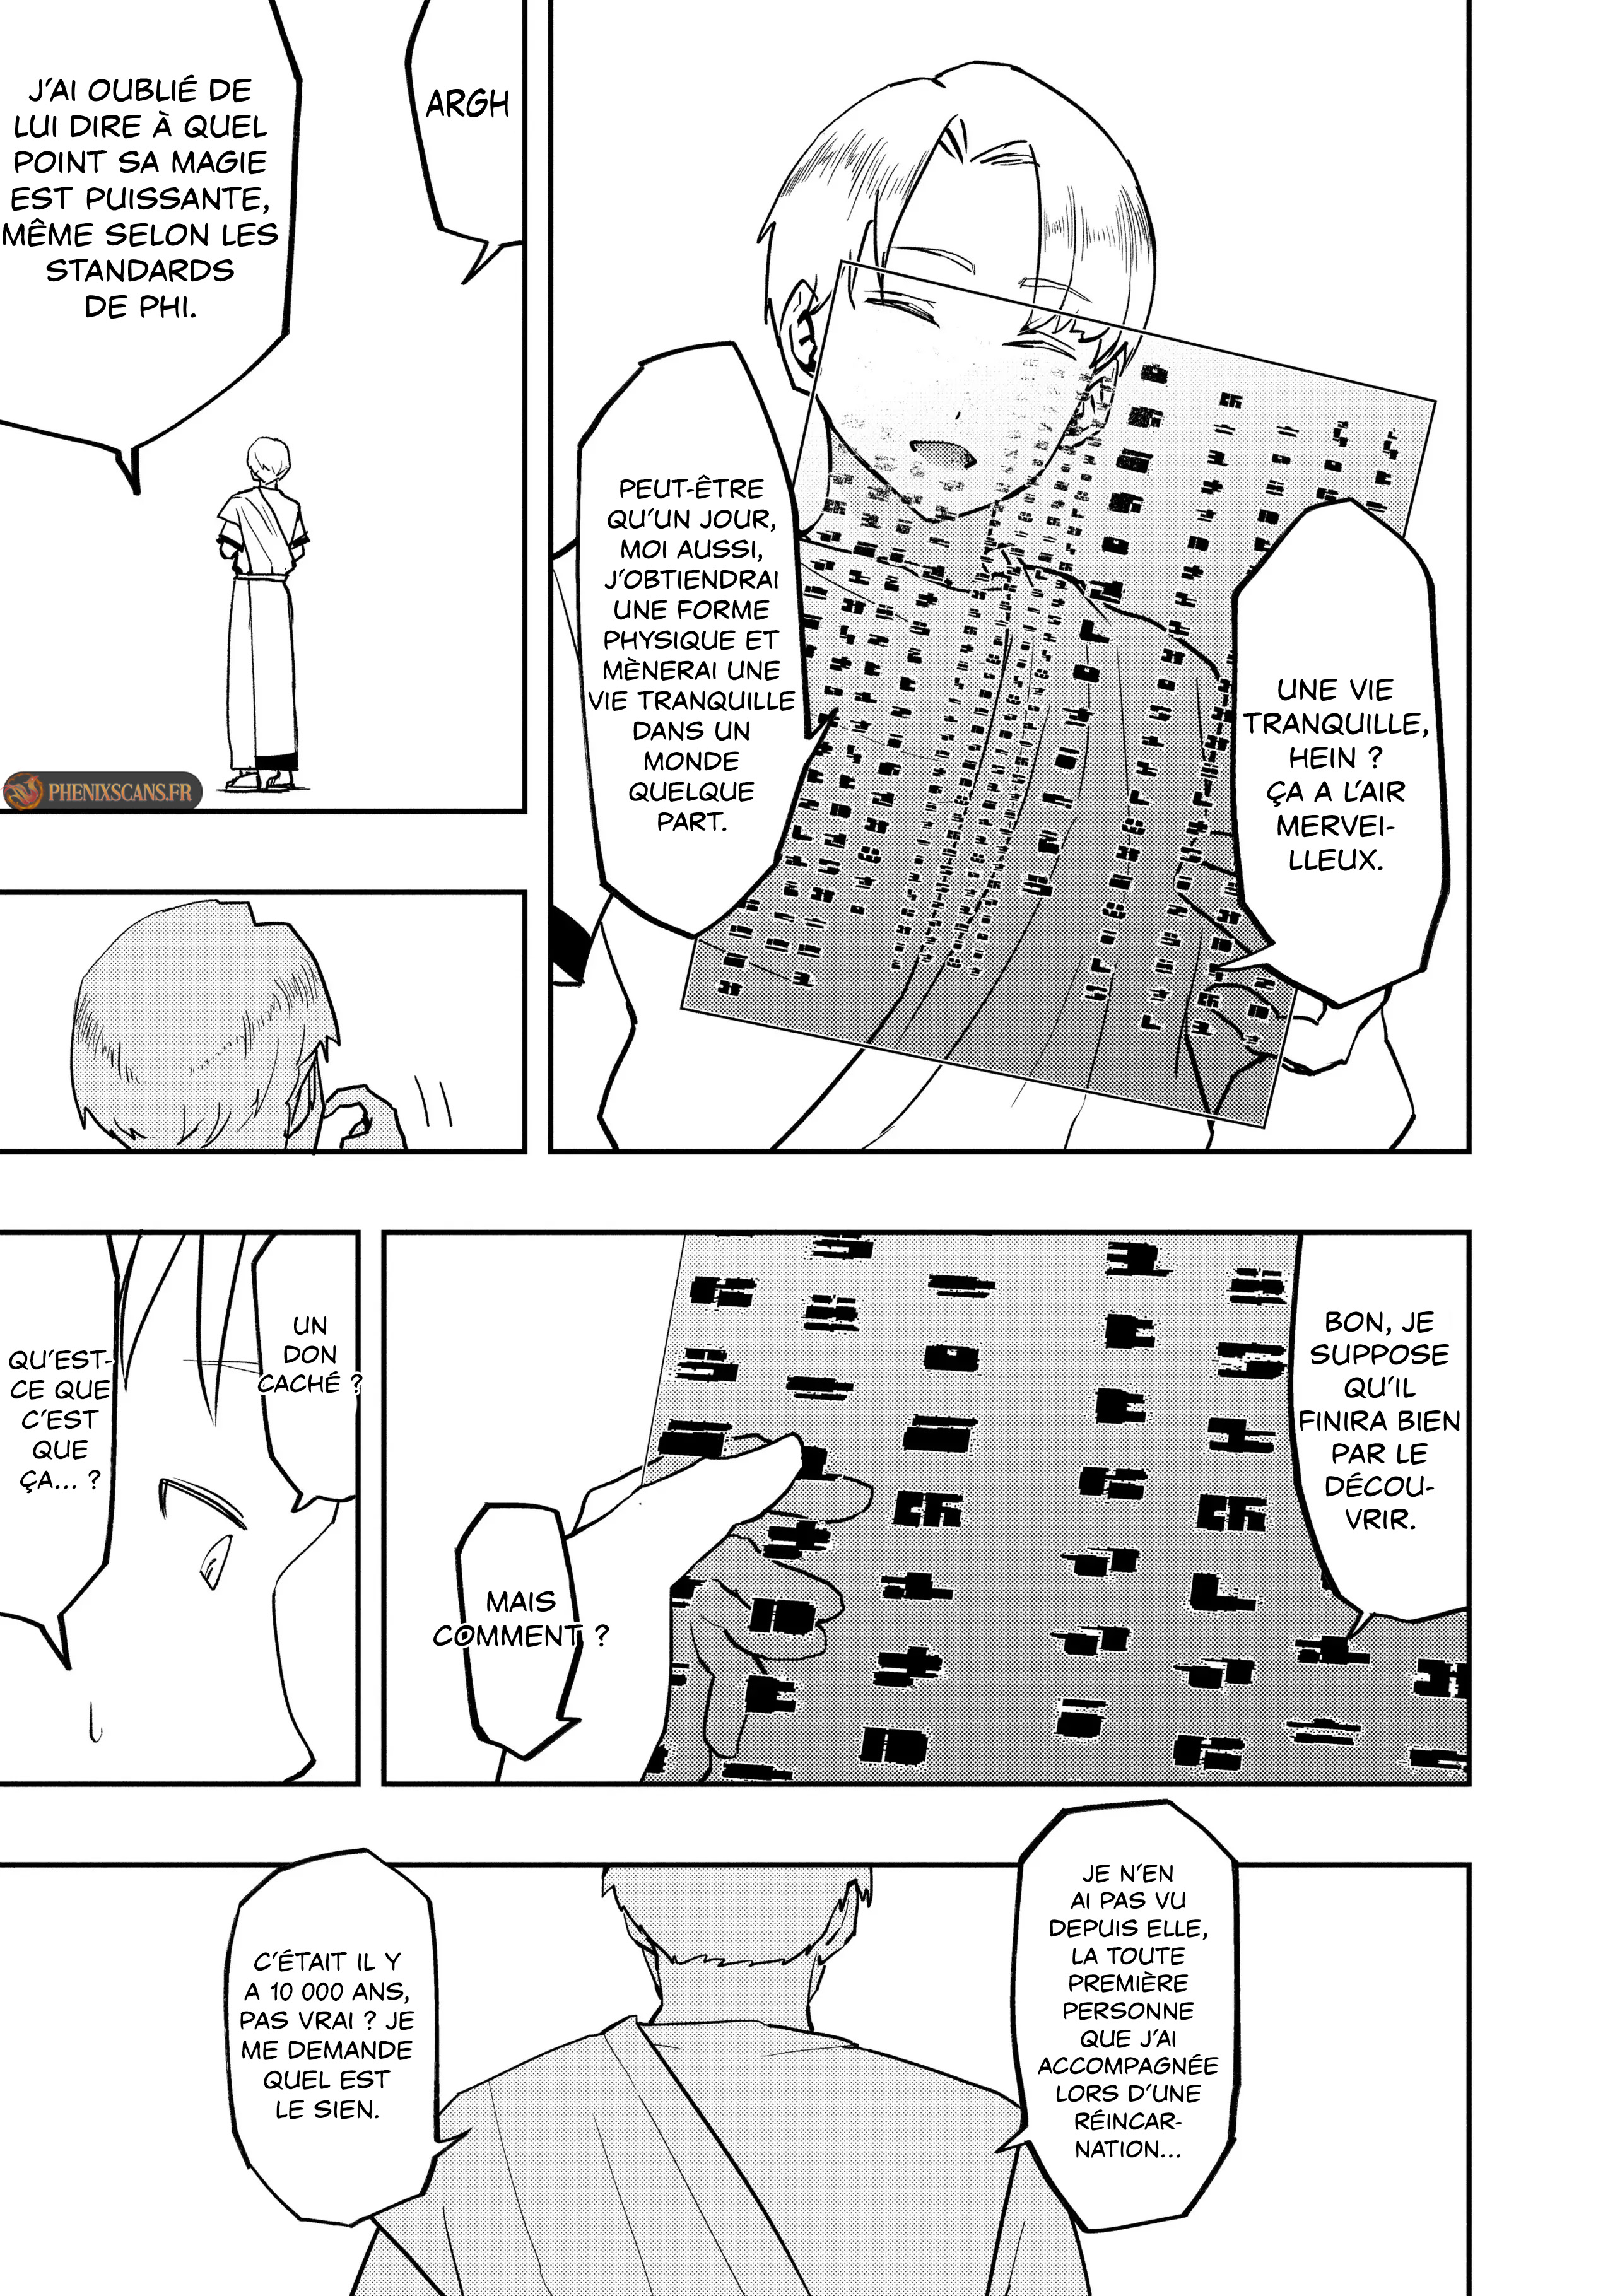 UNE VIE
TRANQUILLE,
HEIN ?
ÇA A L'AIR
MERVEI-
LLEUX.
PEUT-ÊTRE
QU'UN JOUR,
MOI AUSSI,
J'OBTIENDRAI
UNE FORME
PHYSIQUE ET
MÈNERAI UNE
VIE TRANQUILLE
DANS UN
MONDE
QUELQUE
PART.
ARGH
J'AI OUBLIÉ DE
LUI DIRE À QUEL
POINT SA MAGIE
EST PUISSANTE,
MÊME SELON LES
STANDARDS
DE PHI.
PHENIXSCANS.FR
BON, JE
SUPPOSE
QU'IL
FINIRA BIEN
PAR LE
DÉCOU-
VRIR.
MAIS
COMMENT ?
UN
DON
CACHÉ ?
QU'EST-
CE QUE
C'EST
QUE
ÇA... ?
JE N'EN
AI PAS VU
DEPUIS ELLE,
LA TOUTE
PREMIÈRE
PERSONNE
QUE J'AI
ACCOMPAGNÉE
LORS D'UNE
RÉINCAR-
NATION...
C'ÉTAIT IL Y
A 10 000 ANS,
PAS VRAI ? JE
ME DEMANDE
QUEL EST
LE SIEN.